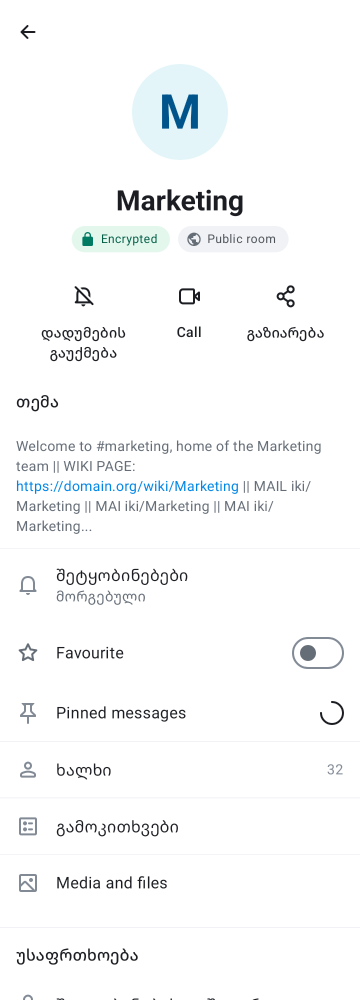 M
Marketing
Encrypted
Public room
დადუმების
გაუქმება
Call
გაზიარება
თემა
Welcome to #marketing, home of the Marketing
team || WIKI PAGE:
https://domain.org/wiki/Marketing || MAIL iki/
Marketing || MAI iki/Marketing || MAI iki/
Marketing...
შეტყობინებები
მორგებული
Favourite
Pinned messages
ხალხი
32
გამოკითხვები
Media and files
უსაფრთხოება